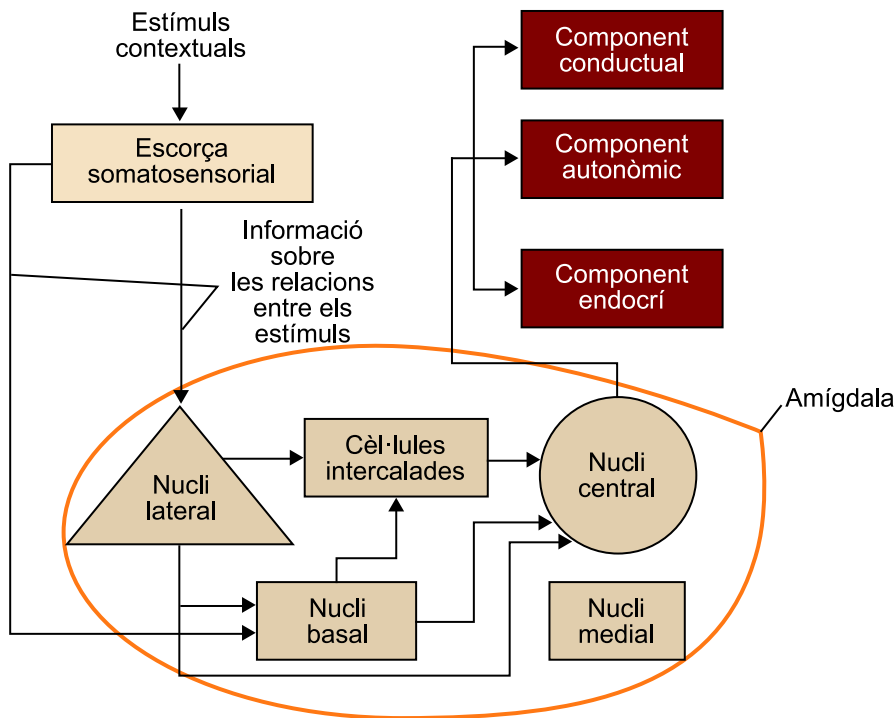 Estímuls
contextuals
Component
conductual
Escorça
somatosensorial
Component
autonòmic
Informació
sobre
les relacions
entre els
estímuls
Component
endocrí
Amígdala
Nucli
lateral
Cèl·lules
intercalades
Nucli
central
Nucli
basal
Nucli
medial